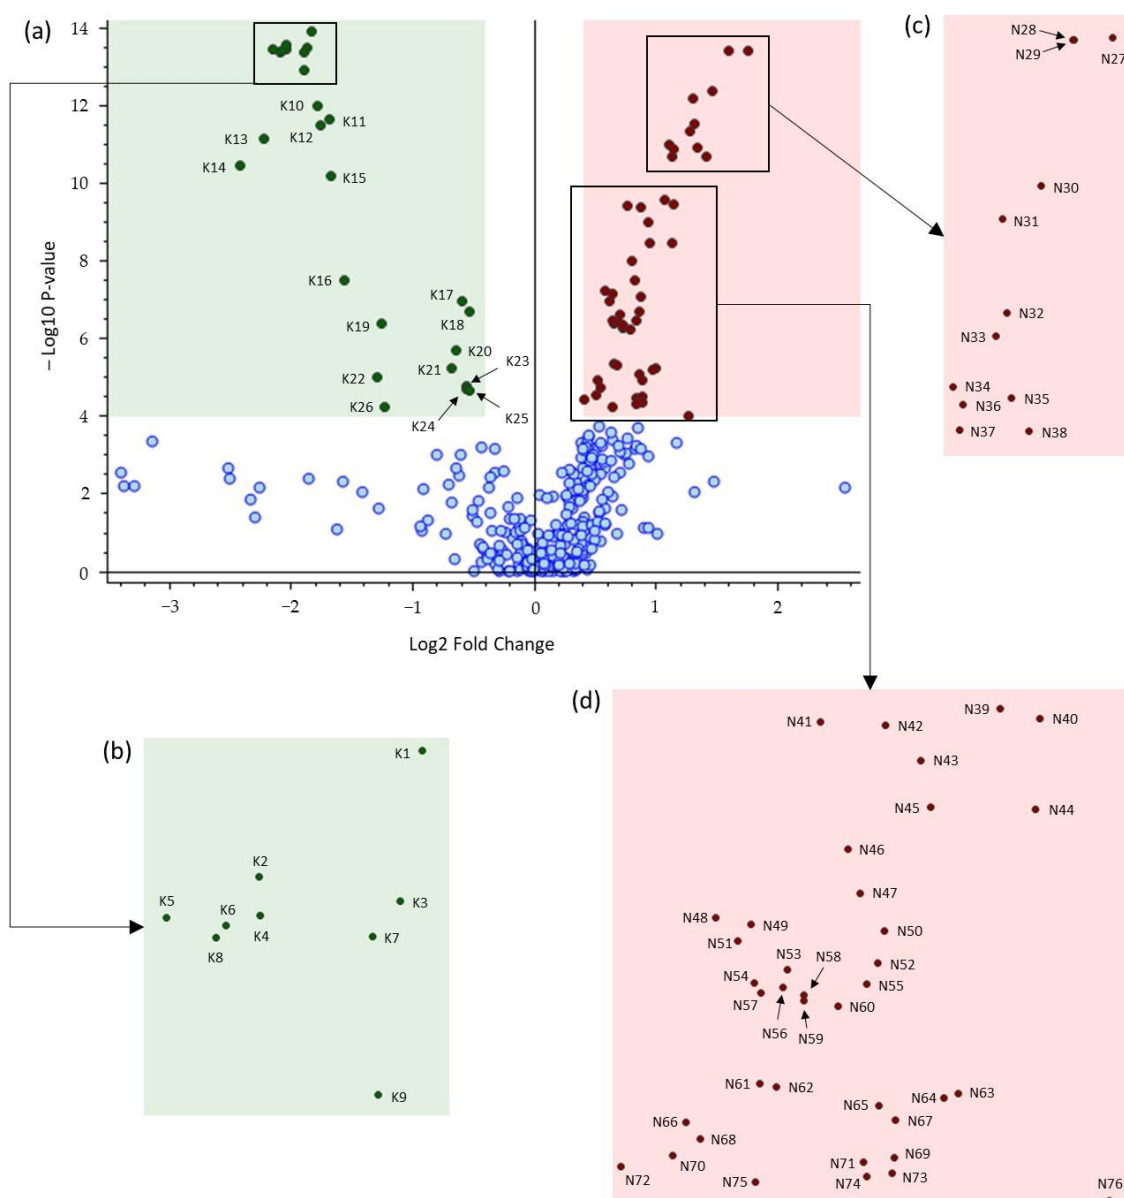 (a)
14
12
10
8
6
4
2
0
– Log10 P-value
−3
−2
−1
0
1
2
Log2 Fold Change
K10
K11
K12
K13
K14
K15
K16
K17
K18
K19
K20
K21
K22
K23
K24
K25
K26
(c)
N28
N29
N27
N30
N31
N32
N33
N34
N35
N36
N37
N38
(b)
K1
K2
K3
K4
K5
K6
K7
K8
K9
(d)
N39
N40
N41
N42
N43
N44
N45
N46
N47
N48
N49
N50
N51
N52
N53
N54
N55
N56
N57
N58
N59
N60
N61
N62
N63
N64
N65
N66
N67
N68
N69
N70
N71
N72
N73
N74
N75
N76